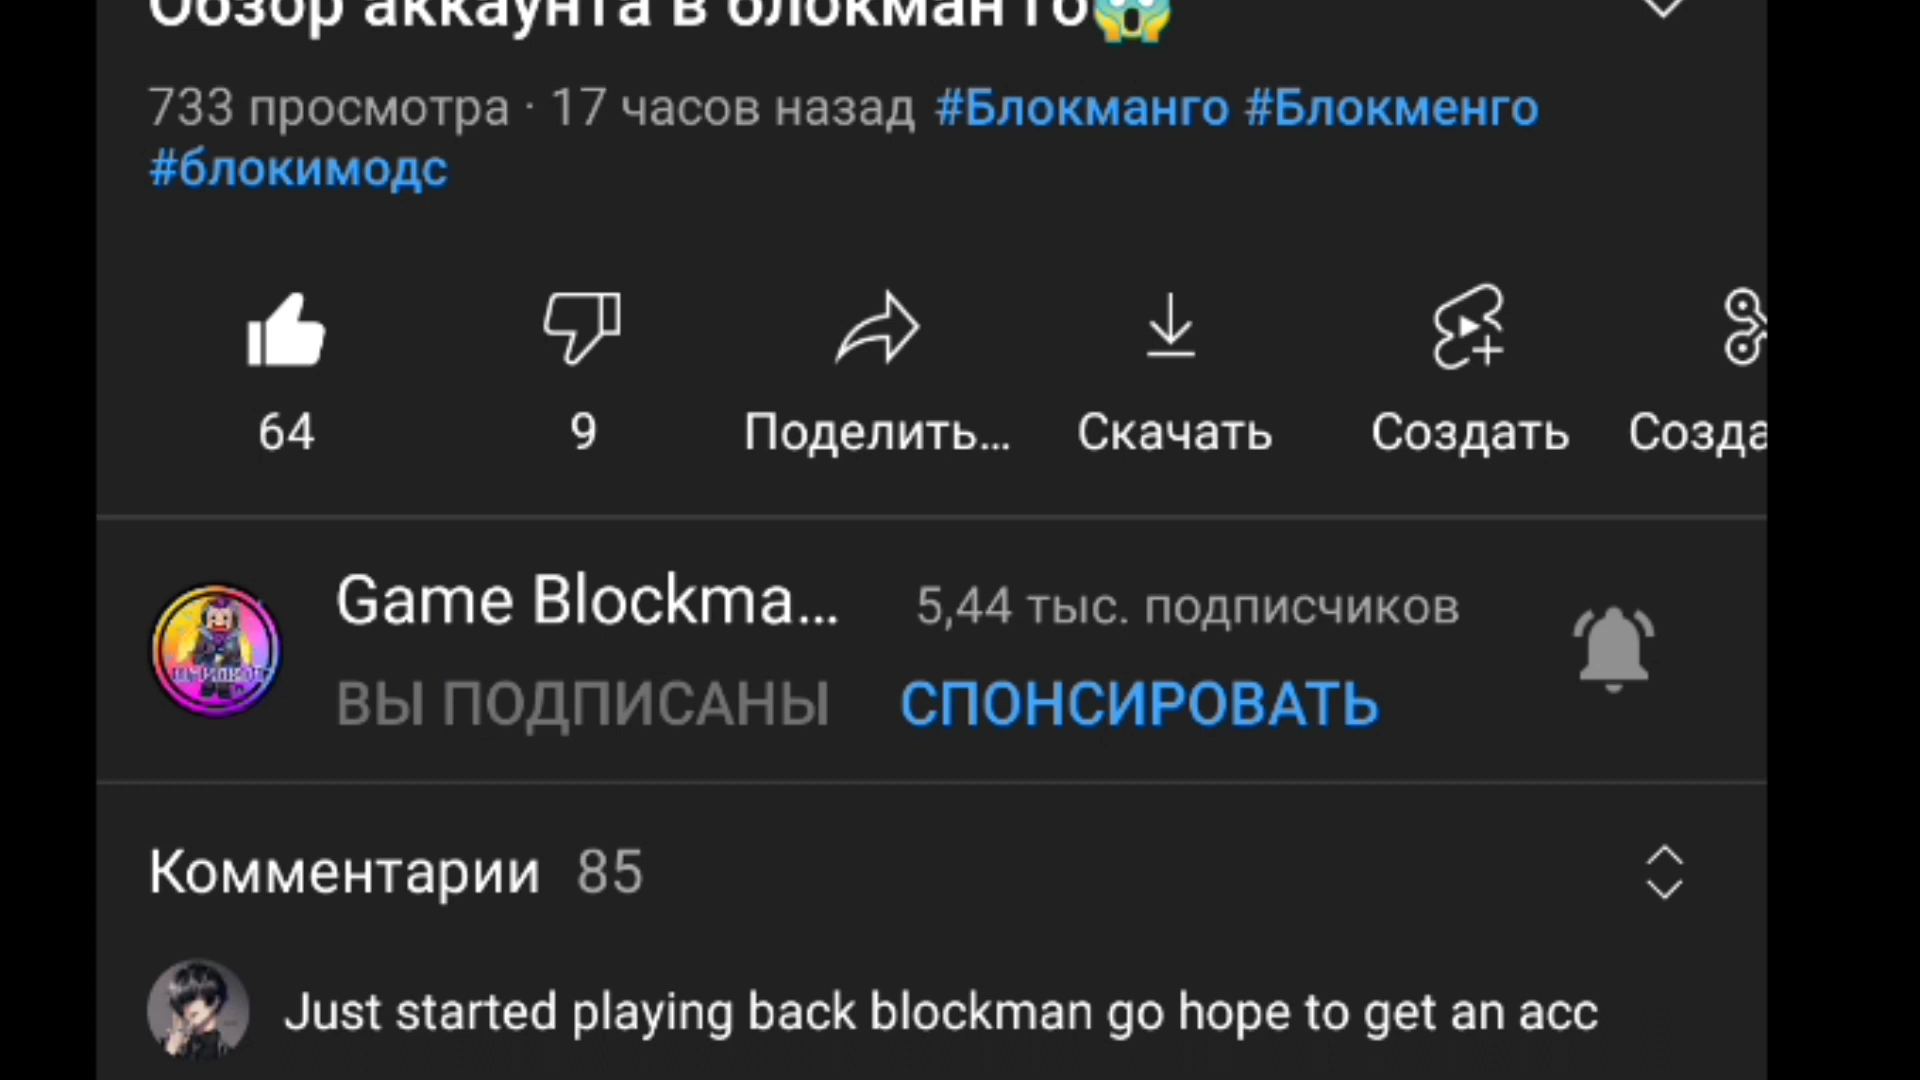 Обзор аккаунта в блокман го😱
733 просмотра · 17 часов назад #Блокманго #Блокменго
#блокимодс
64
9
Поделить...
Скачать
Создать
Созда
Game Blockma...
5,44 тыс. подписчиков
ВЫ ПОДПИСАНЫ
СПОНСИРОВАТЬ
Комментарии 85
Just started playing back blockman go hope to get an acc